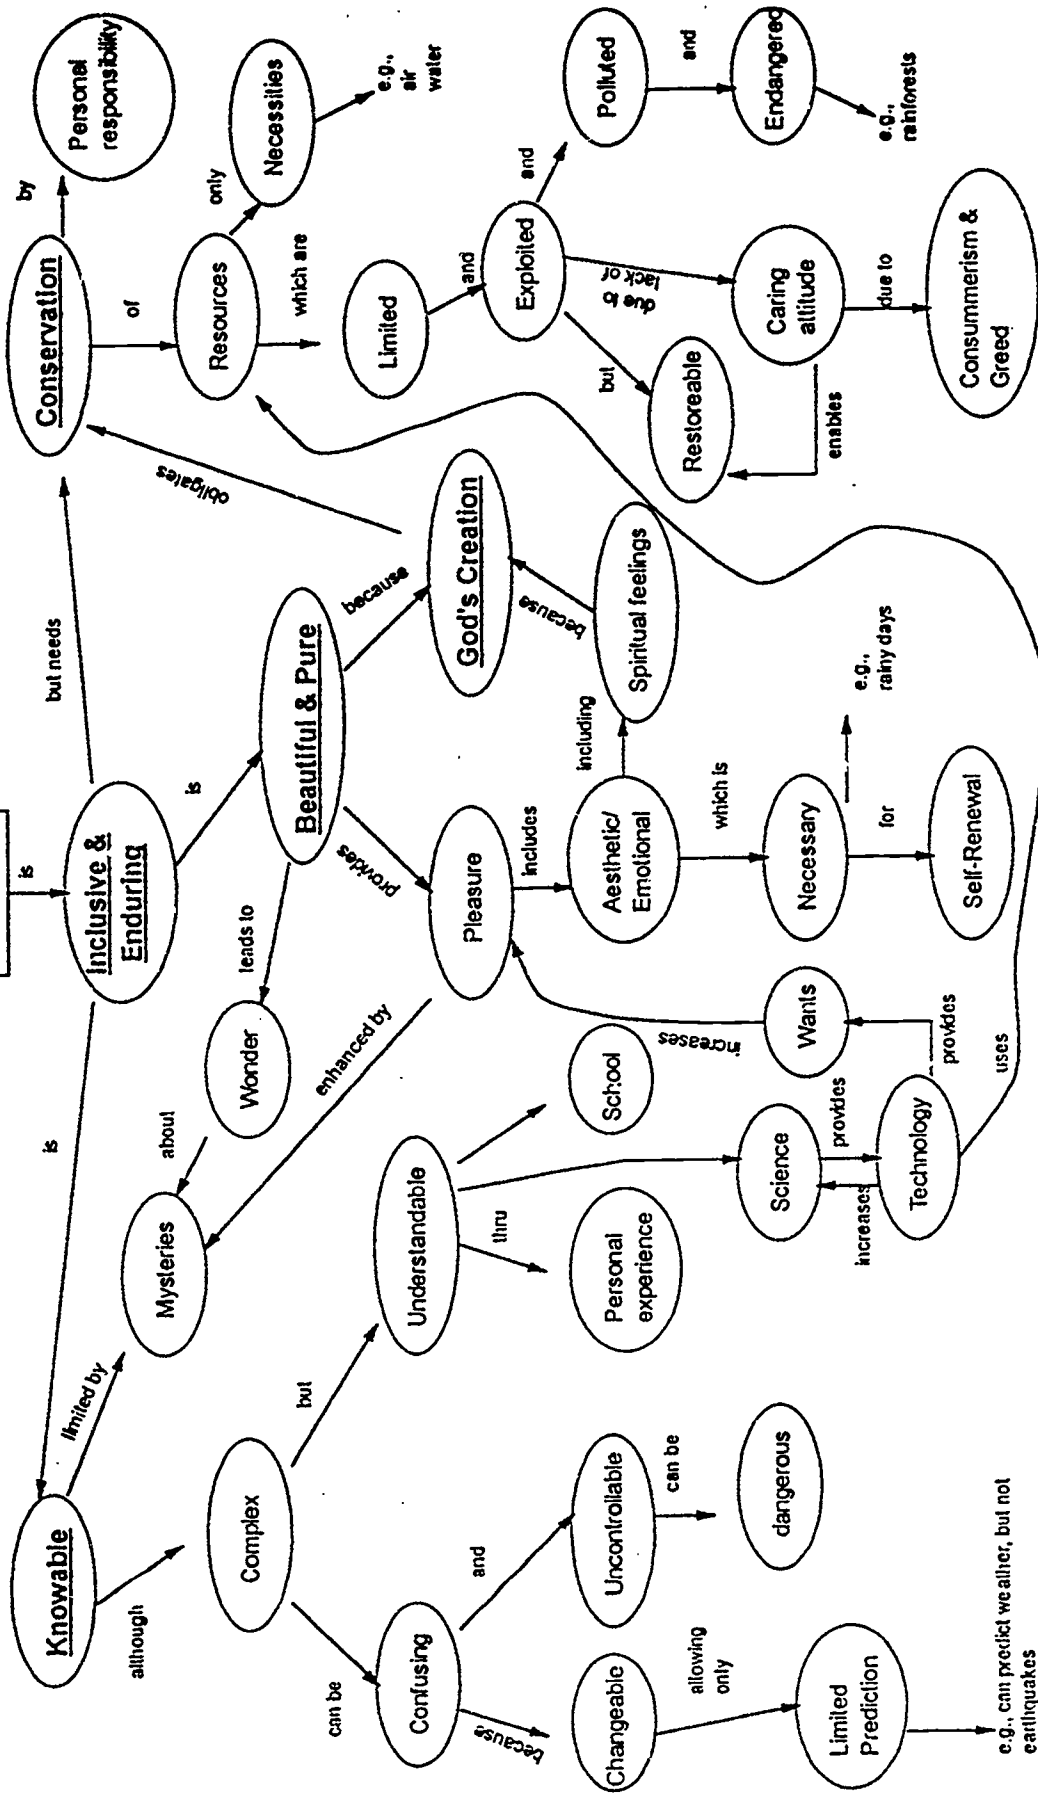 is
Inclusive &
Enduring
is
but needs
is
Knowable
limited by
although
Mysteries
about
Wonder
leads to
enhanced by
Beautiful & Pure
provides
because
God's Creation
obligates
Conservation
by
Personal
responsibility
of
Resources
only
Necessities
e.g.,
air
water
which are
Limited
and
Exploited
and
Polluted
and
Endangered
e.g.,
rainforests
but
due to
lack of
Restoreable
Caring
attitude
enables
due to
Consummerism &
Greed
Complex
can be
but
Confusing
because
and
Changeable
allowing
only
Limited
Prediction
e.g., can predict weather, but not
earthquakes
Uncontrollable
can be
dangerous
Understandable
thru
Personal
experience
School
Science
provides
increases
Technology
provides
uses
Wants
increases
Pleasure
includes
Aesthetic/
Emotional
including
Spiritual feelings
because
which is
Necessary
e.g.,
rainy days
for
Self-Renewal